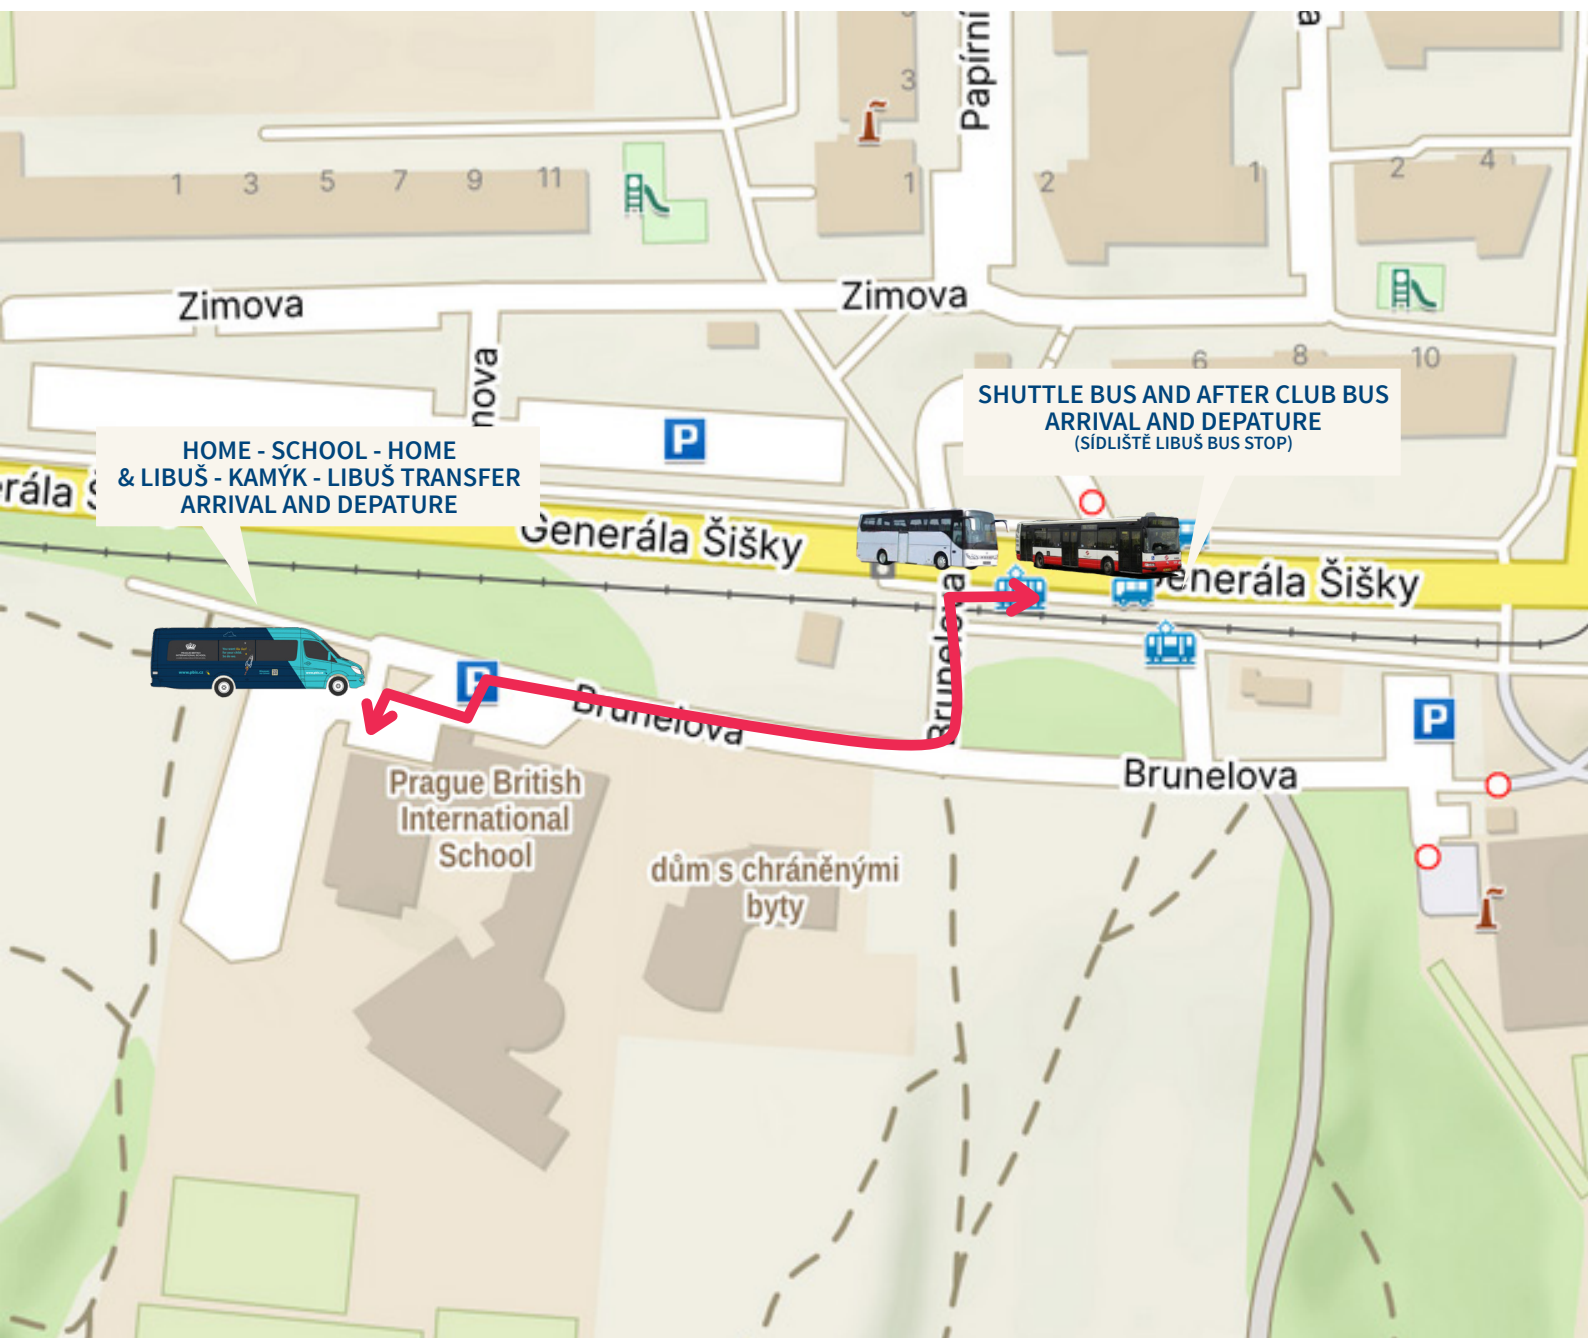 Papírní
3
1
3
5
7
9
11
1
2
1
2
4
Zimova
Zimova
6
8
10
P
SHUTTLE BUS AND AFTER CLUB BUS
ARRIVAL AND DEPATURE
(SÍDLIŠTĚ LIBUŠ BUS STOP)
HOME - SCHOOL - HOME
& LIBUŠ - KAMÝK - LIBUŠ TRANSFER
ARRIVAL AND DEPATURE
Generála Šišky
enerála Šišky
Brunelova
P
Brunelova
P
Brunelova
Prague British
International
School
dům s chráněnými
byty